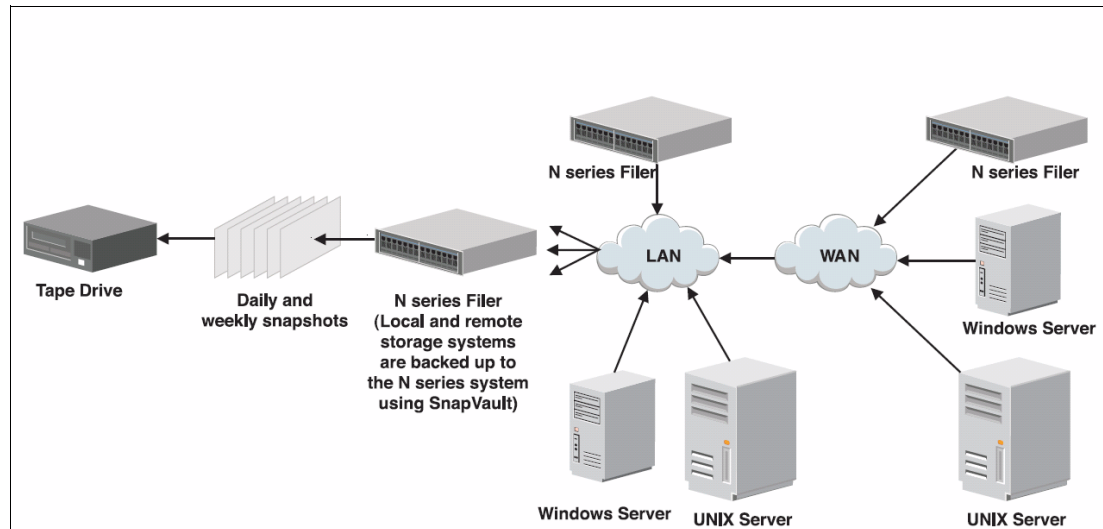 N series Filer
N series Filer
LAN
WAN
Tape Drive
Daily and
weekly snapshots
N series Filer
(Local and remote
storage systems
are backed up to
the N series system
using SnapVault)
Windows Server
Windows Server
UNIX Server
UNIX Server